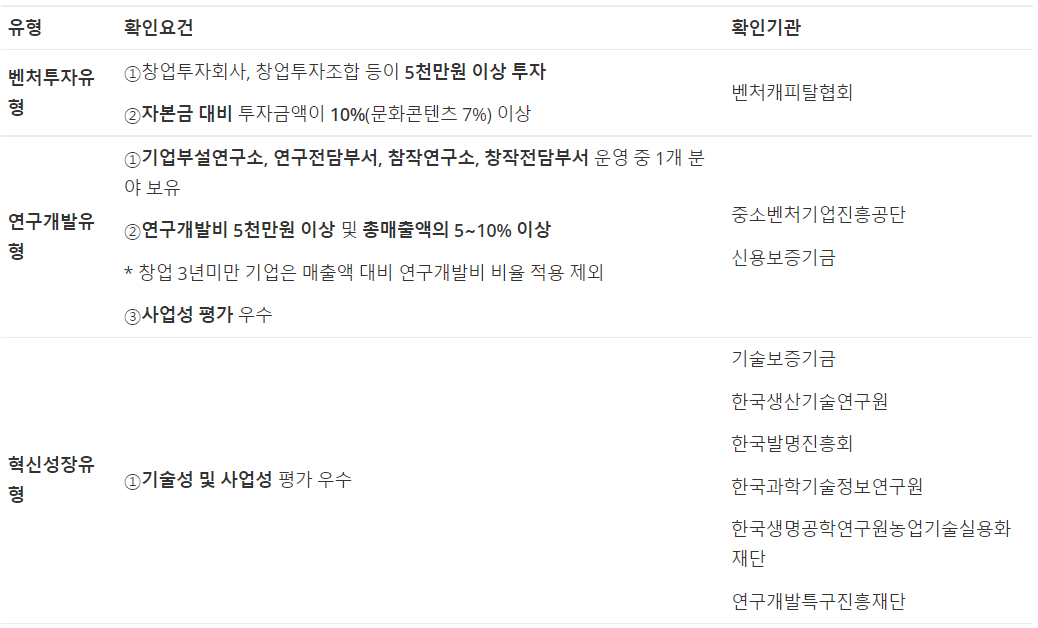 유형 확인요건 확인기관
벤처투자유
형
①창업투자회사, 창업투자조합 등이 5천만원 이상 투자
②자본금 대비 투자금액이 10%(문화콘텐츠 7%) 이상
벤처캐피탈협회
연구개발유
형
①기업부설연구소, 연구전담부서, 참작연구소, 창작전담부서 운영 중 1개 분
야 보유
②연구개발비 5천만원 이상 및 총매출액의 5~10% 이상
* 창업 3년미만 기업은 매출액 대비 연구개발비 비율 적용 제외
③사업성 평가 우수
중소벤처기업진흥공단
신용보증기금
혁신성장유
형
①기술성 및 사업성 평가 우수
기술보증기금
한국생산기술연구원
한국발명진흥회
한국과학기술정보연구원
한국생명공학연구원농업기술실용화
재단
연구개발특구진흥재단